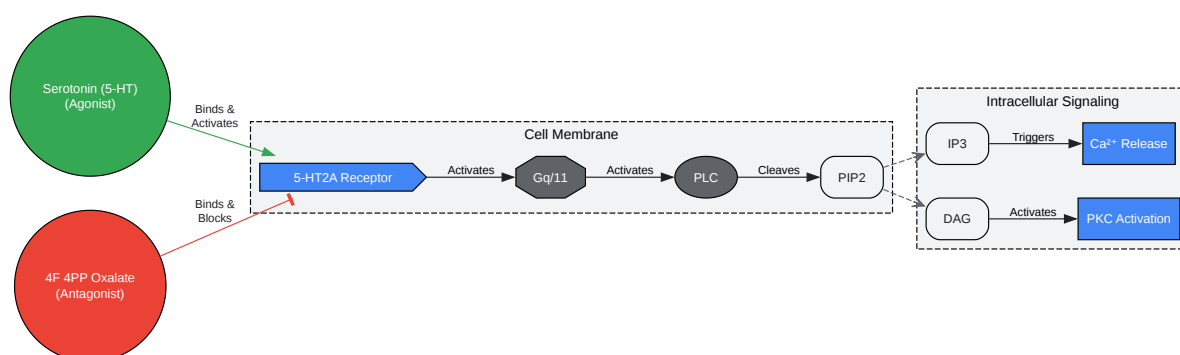 Serotonin (5-HT)
(Agonist)
Binds &
Activates
Cell Membrane
5-HT2A Receptor
Activates
Gq/11
Activates
PLC
Cleaves
PIP2
Intracellular Signaling
IP3
Triggers
Ca²⁺ Release
DAG
Activates
PKC Activation
Binds &
Blocks
4F 4PP Oxalate
(Antagonist)